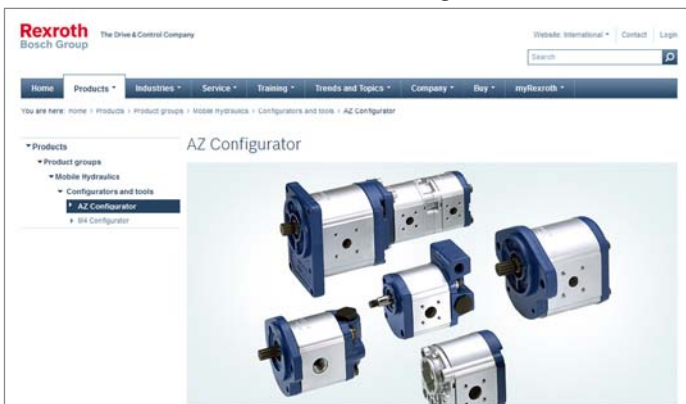 Rexroth
Bosch Group
The Drive & Control Company
Website: International
Contact
Login
Search
Home
Products
Industries
Service
Training
Trends and Topics
Company
Buy
myRexroth
You are here: Home > Products > Product groups > Mobile Hydraulics > Configurators and tools > AZ Configurator
Products
Product groups
Mobile Hydraulics
Configurators and tools
AZ Configurator
M4 Configurator
AZ Configurator